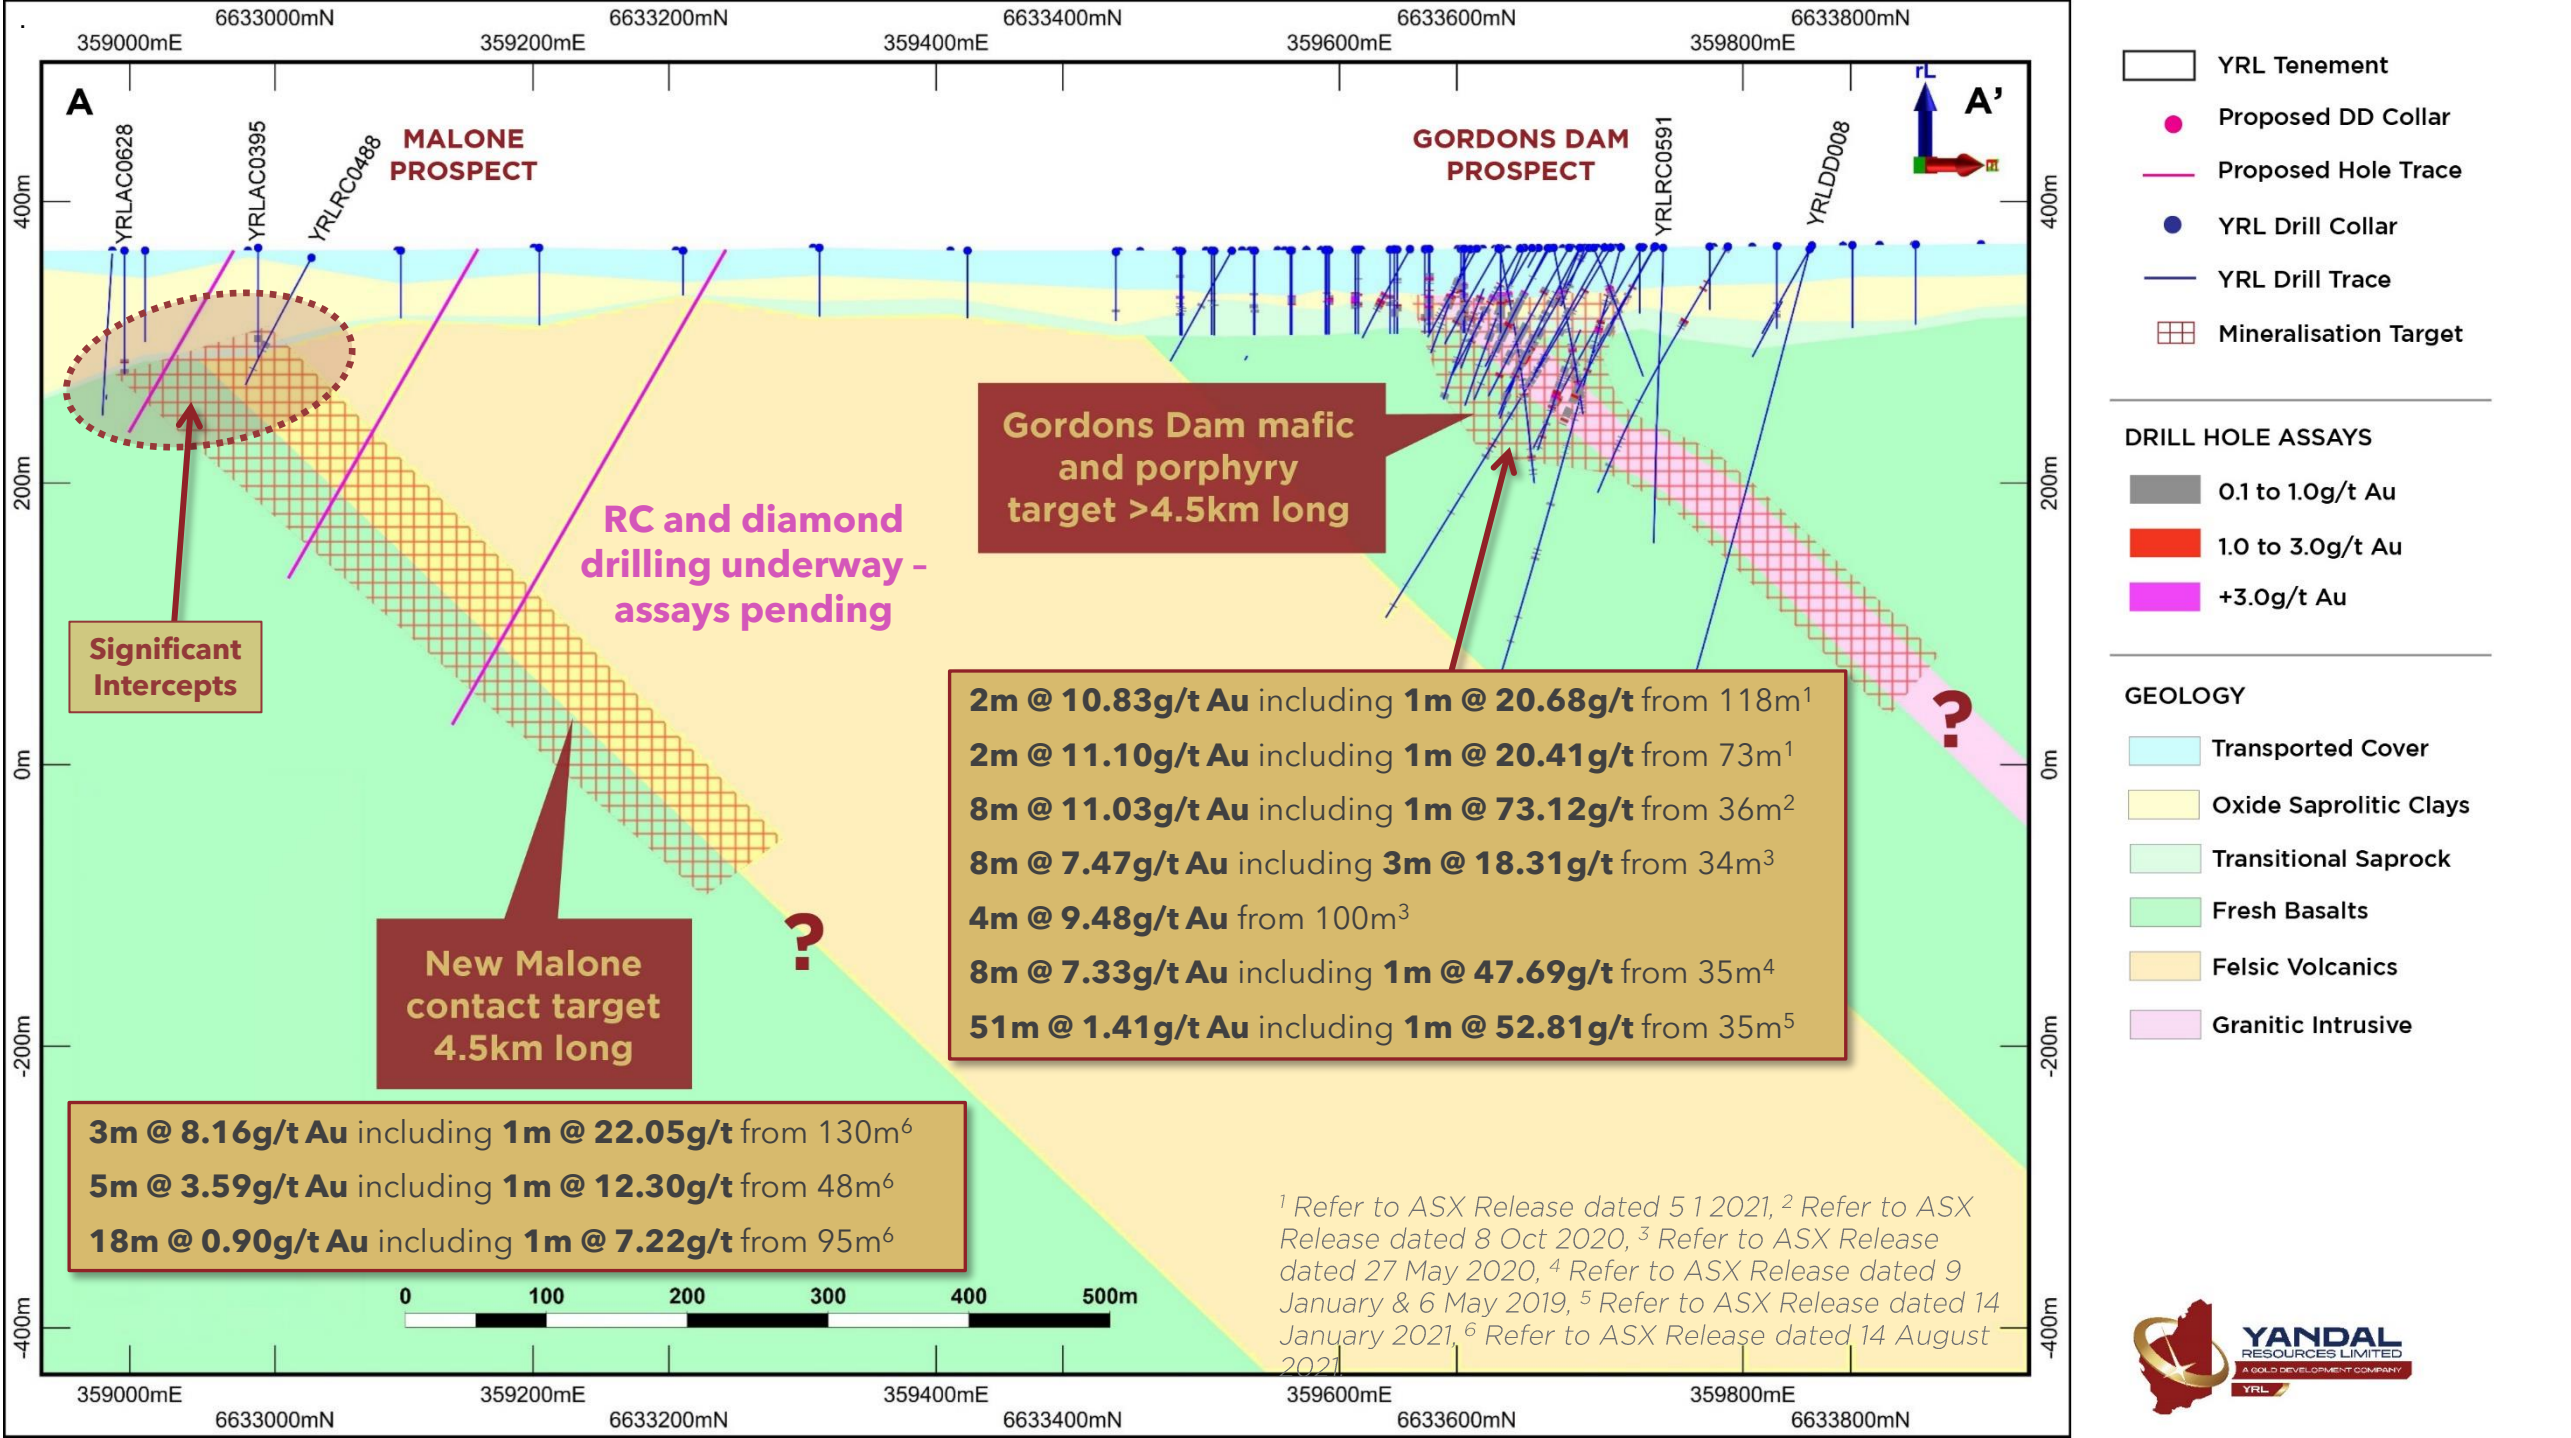 .
6633000mN 6633200mN 6633400mN 6633600mN 6633800mN
359000mE 359200mE 359400mE 359600mE 359800mE
A
A’
rL
E
YRLAC0628
YRLAC0395
YRLRC0488
MALONE
PROSPECT
GORDONS DAM
PROSPECT
YRLRC0591
YRLDD008
400m
200m
0m
-200m
-400m
400m
200m
0m
-200m
-400m
Gordons Dam mafic
and porphyry
target >4.5km long
RC and diamond
drilling underway –
assays pending
Significant
Intercepts
?
?
New Malone
contact target
4.5km long
2m @ 10.83g/t Au including 1m @ 20.68g/t from 118m¹
2m @ 11.10g/t Au including 1m @ 20.41g/t from 73m¹
8m @ 11.03g/t Au including 1m @ 73.12g/t from 36m²
8m @ 7.47g/t Au including 3m @ 18.31g/t from 34m³
4m @ 9.48g/t Au from 100m³
8m @ 7.33g/t Au including 1m @ 47.69g/t from 35m⁴
51m @ 1.41g/t Au including 1m @ 52.81g/t from 35m⁵
3m @ 8.16g/t Au including 1m @ 22.05g/t from 130m⁶
5m @ 3.59g/t Au including 1m @ 12.30g/t from 48m⁶
18m @ 0.90g/t Au including 1m @ 7.22g/t from 95m⁶
¹ Refer to ASX Release dated 5 1 2021, ² Refer to ASX
Release dated 8 Oct 2020, ³ Refer to ASX Release
dated 27 May 2020, ⁴ Refer to ASX Release dated 9
January & 6 May 2019, ⁵ Refer to ASX Release dated 14
January 2021, ⁶ Refer to ASX Release dated 14 August
2021.
0 100 200 300 400 500m
359000mE 359200mE 359400mE 359600mE 359800mE
6633000mN 6633200mN 6633400mN 6633600mN 6633800mN
YRL Tenement
Proposed DD Collar
Proposed Hole Trace
YRL Drill Collar
YRL Drill Trace
Mineralisation Target
DRILL HOLE ASSAYS
0.1 to 1.0g/t Au
1.0 to 3.0g/t Au
+3.0g/t Au
GEOLOGY
Transported Cover
Oxide Saprolitic Clays
Transitional Saprock
Fresh Basalts
Felsic Volcanics
Granitic Intrusive
YANDAL
RESOURCES LIMITED
A GOLD DEVELOPMENT COMPANY
YRL